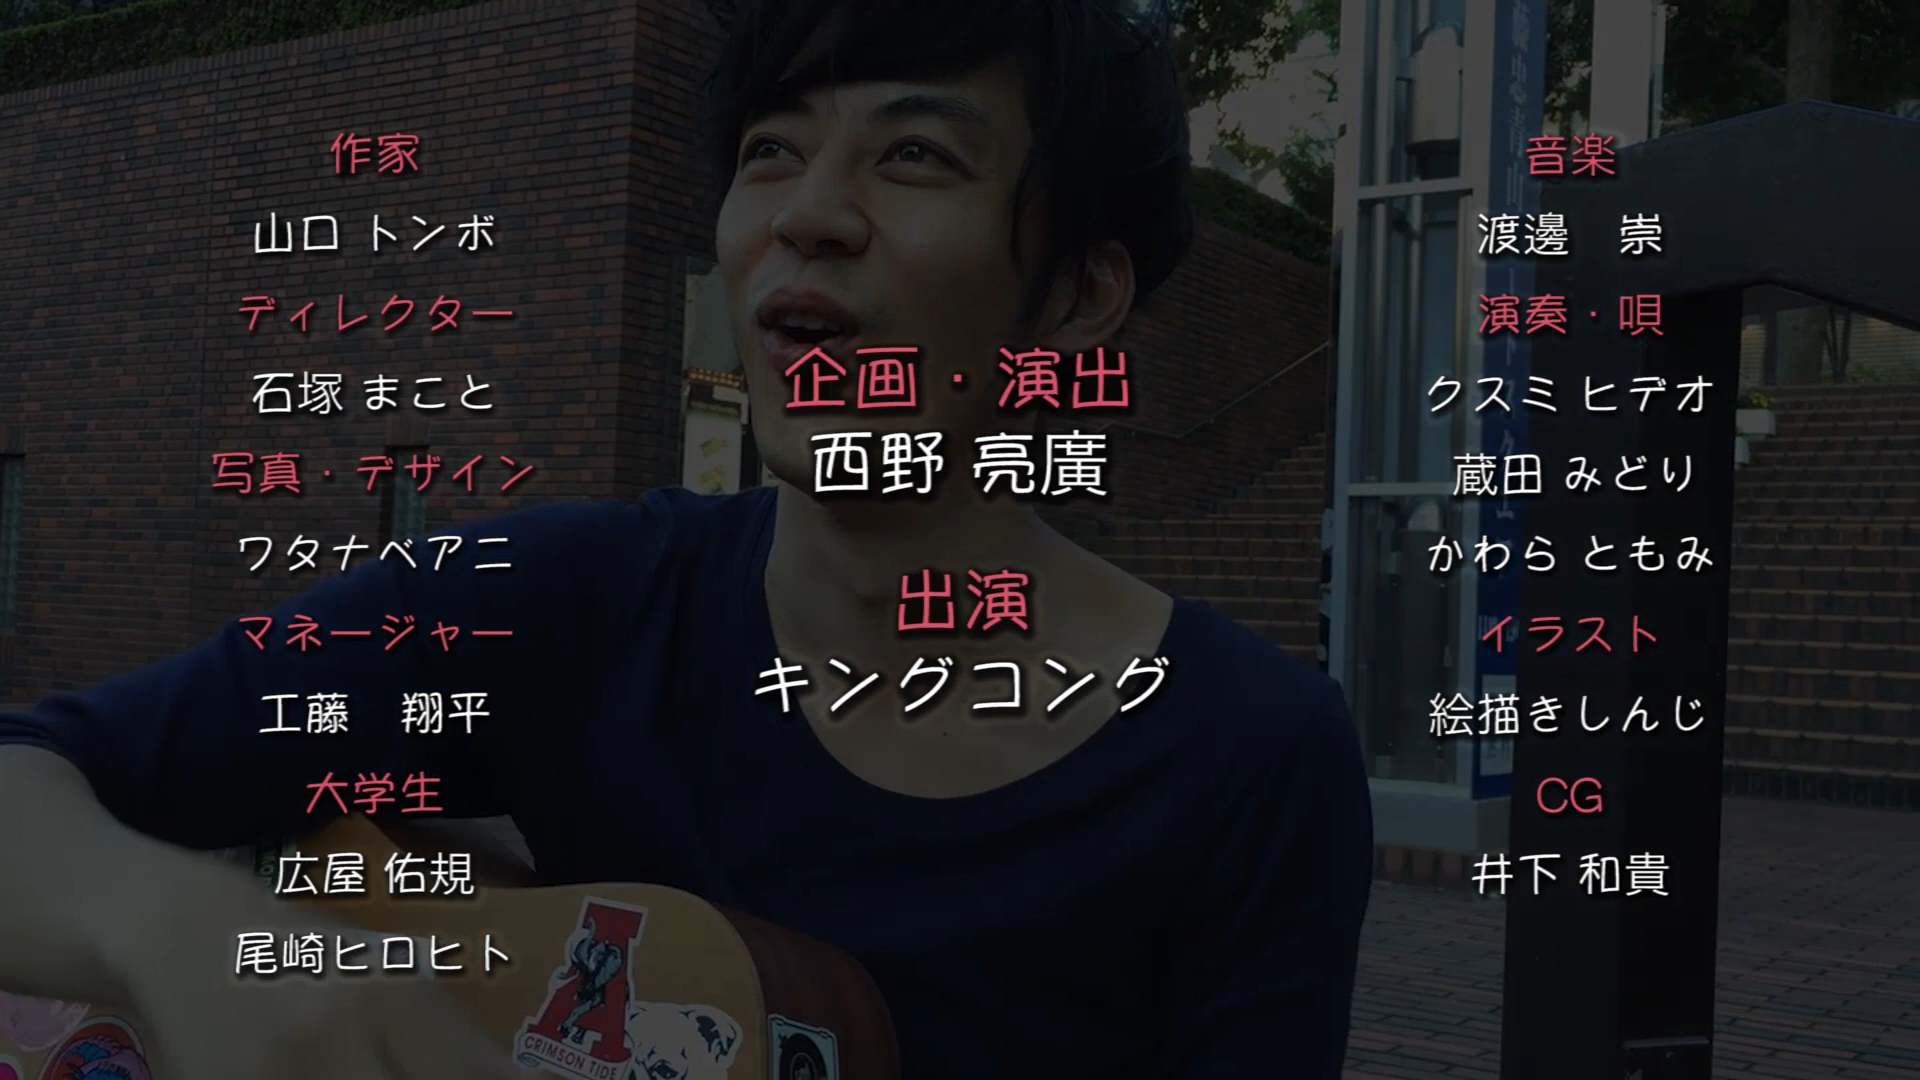 作家
山口 トンボ
ディレクター
石塚 まこと
写真・デザイン
ワタナベアニ
マネージャー
工藤　翔平
大学生
広屋 佑規
尾崎ヒロヒト
企画・演出
西野 亮廣
出演
キングコング
音楽
渡邊　崇
演奏・唄
クスミ ヒデオ
蔵田 みどり
かわら ともみ
イラスト
絵描きしんじ
CG
井下 和貴
CRIMSON TIDE